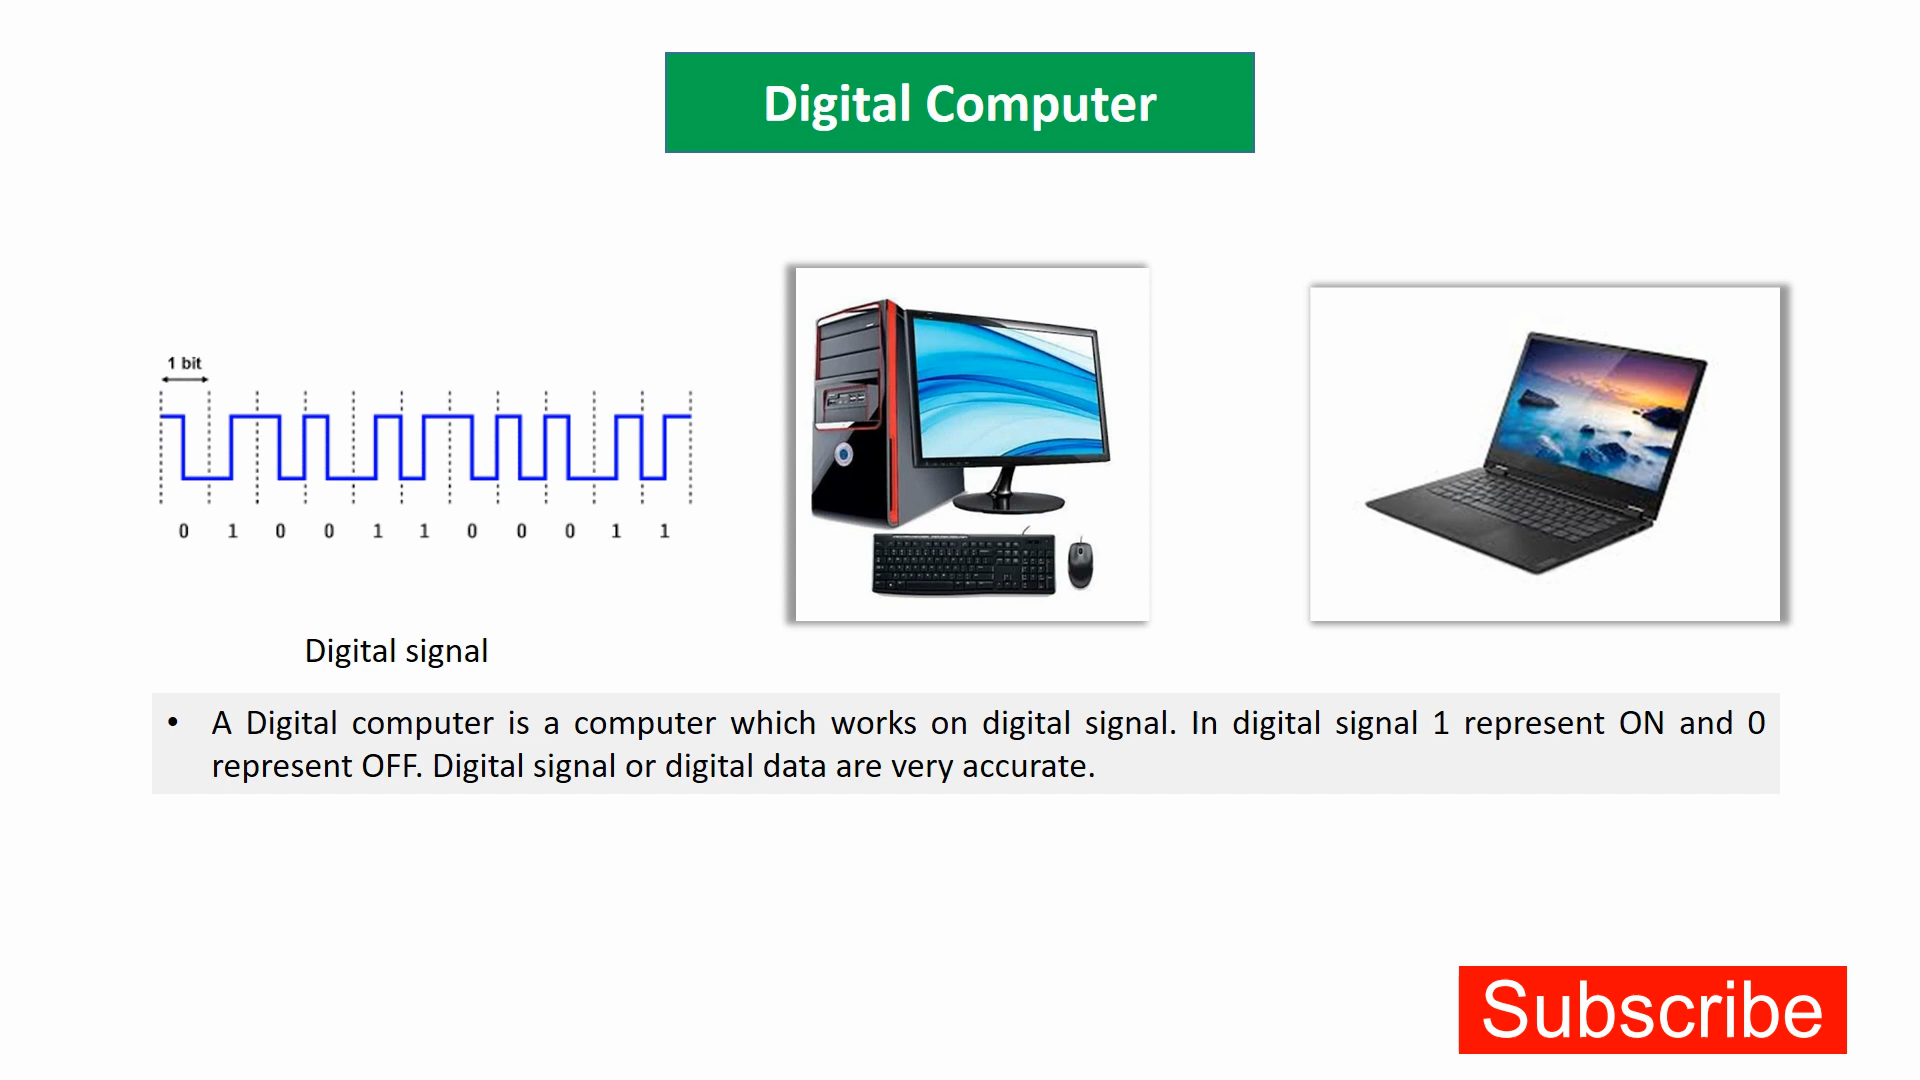 Digital Computer
1 bit
0 1 0 0 1 1 0 0 0 1 1
Digital signal
• A Digital computer is a computer which works on digital signal. In digital signal 1 represent ON and 0
represent OFF. Digital signal or digital data are very accurate.
Subscribe